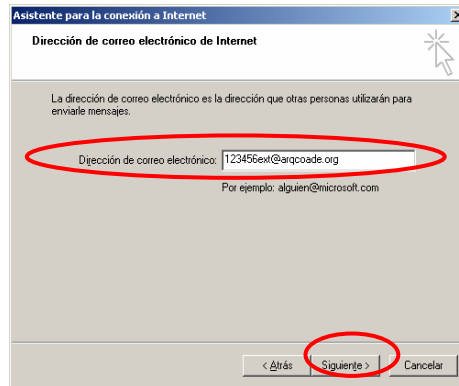 Asistente para la conexión a Internet
Dirección de correo electrónico de Internet
La dirección de correo electrónico es la dirección que otras personas utilizarán para
enviarle mensajes.
Dirección de correo electrónico: 123456ext@arqcoade.org
Por ejemplo: alguien@microsoft.com
< Atrás Siguiente > Cancelar